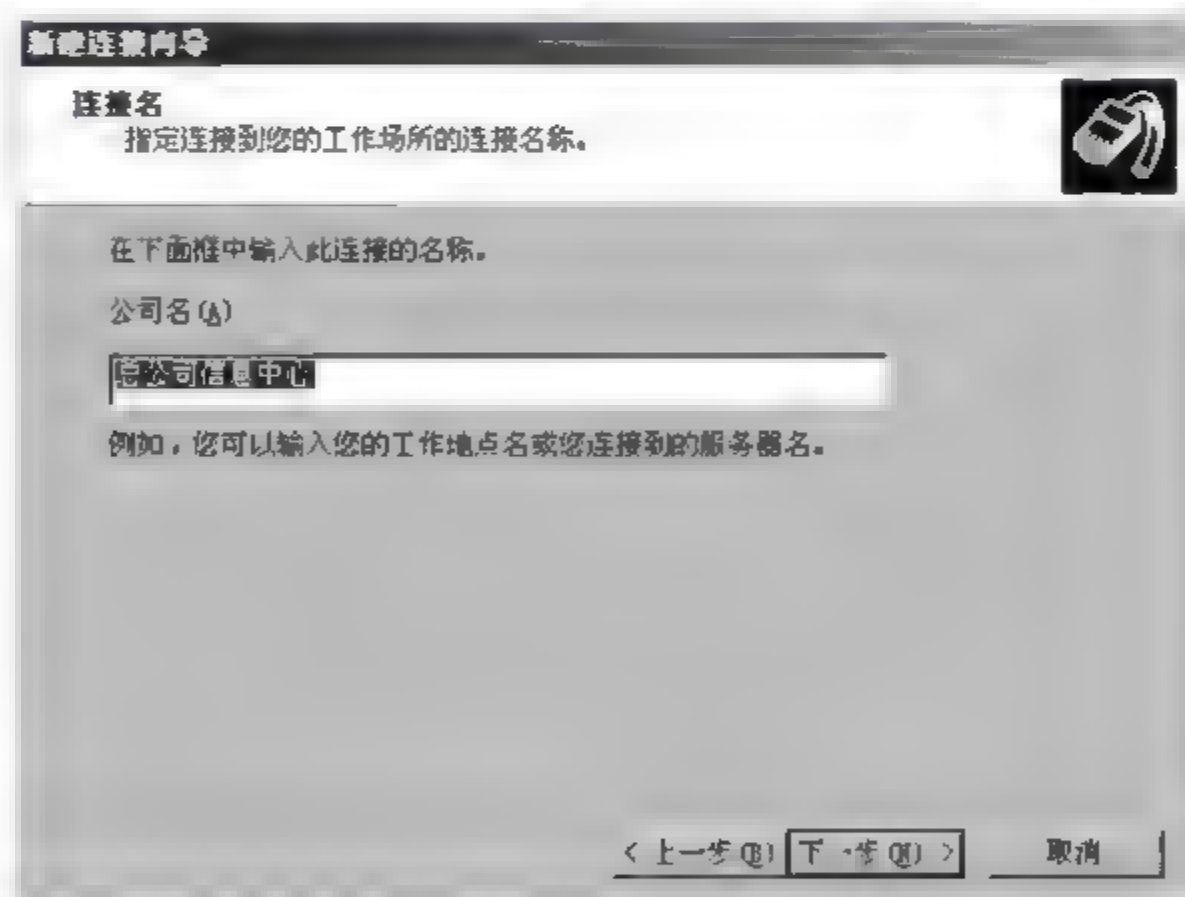 新建连接向导
连接名
指定连接到您的工作场所的连接名称。
在下面框中输入此连接的名称。
公司名(A)
总公司信息中心
例如，您可以输入您的工作地点名或您连接到的服务器名。
< 上一步(B) 下一步(N) > 取消